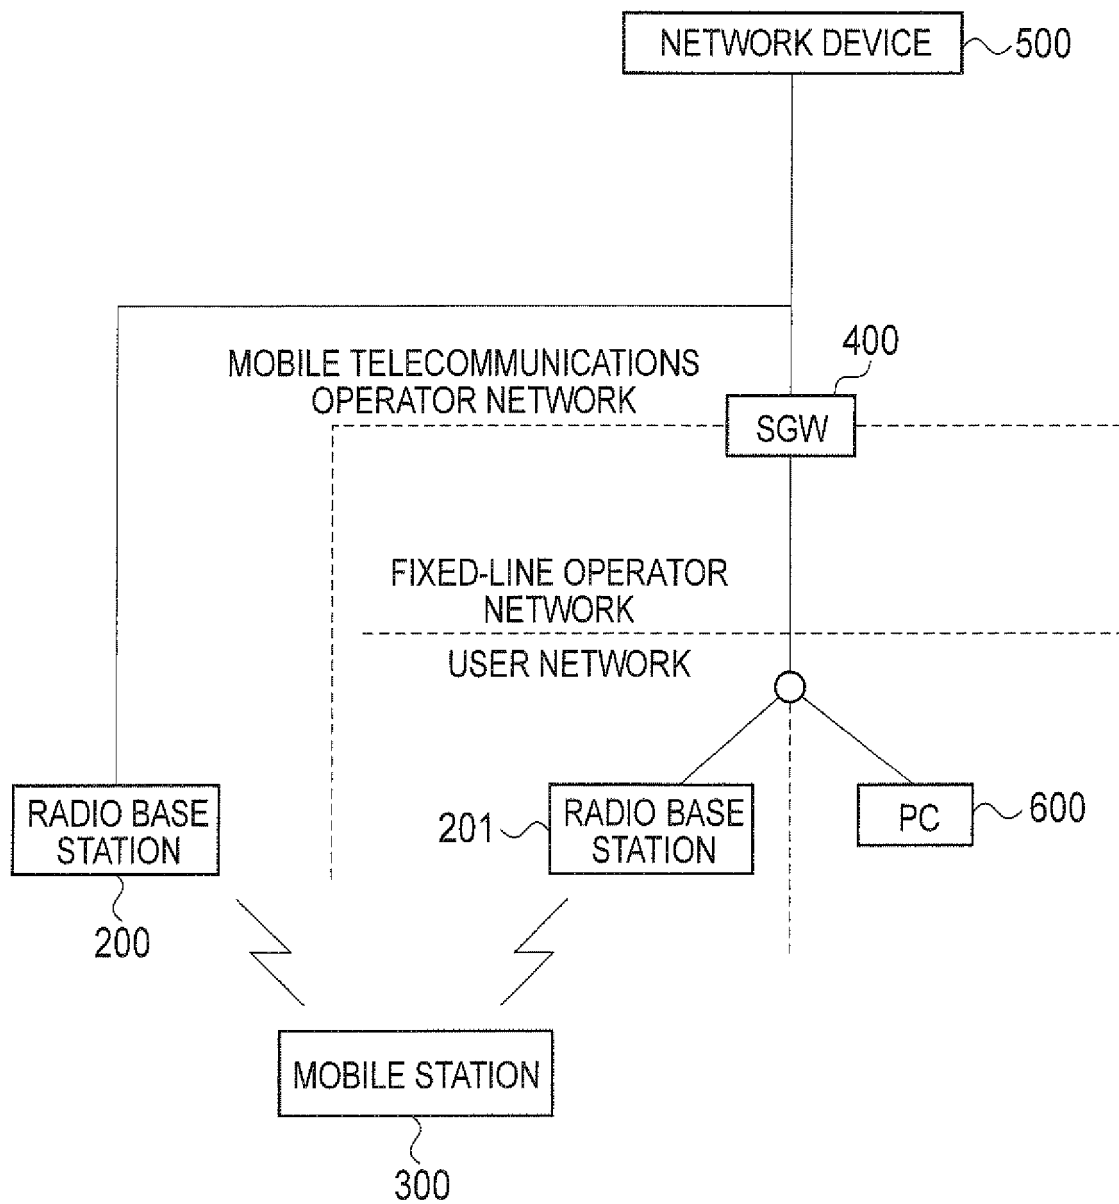 NETWORK DEVICE
500
400
MOBILE TELECOMMUNICATIONS
OPERATOR NETWORK
SGW
FIXED-LINE OPERATOR
NETWORK
USER NETWORK
RADIO BASE
STATION
200
201
RADIO BASE
STATION
PC
600
MOBILE STATION
300